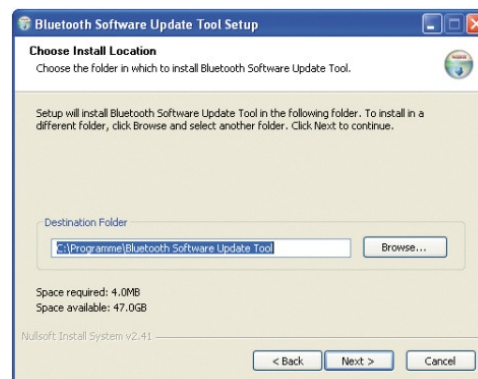 Bluetooth Software Update Tool Setup
Choose Install Location
Choose the folder in which to install Bluetooth Software Update Tool.
Setup will install Bluetooth Software Update Tool in the following folder. To install in a
different folder, click Browse and select another folder. Click Next to continue.
Destination Folder
C:\Programme\Bluetooth Software Update Tool
Browse...
Space required: 4.0MB
Space available: 47.0GB
Nullsoft Install System v2.41
< Back Next > Cancel